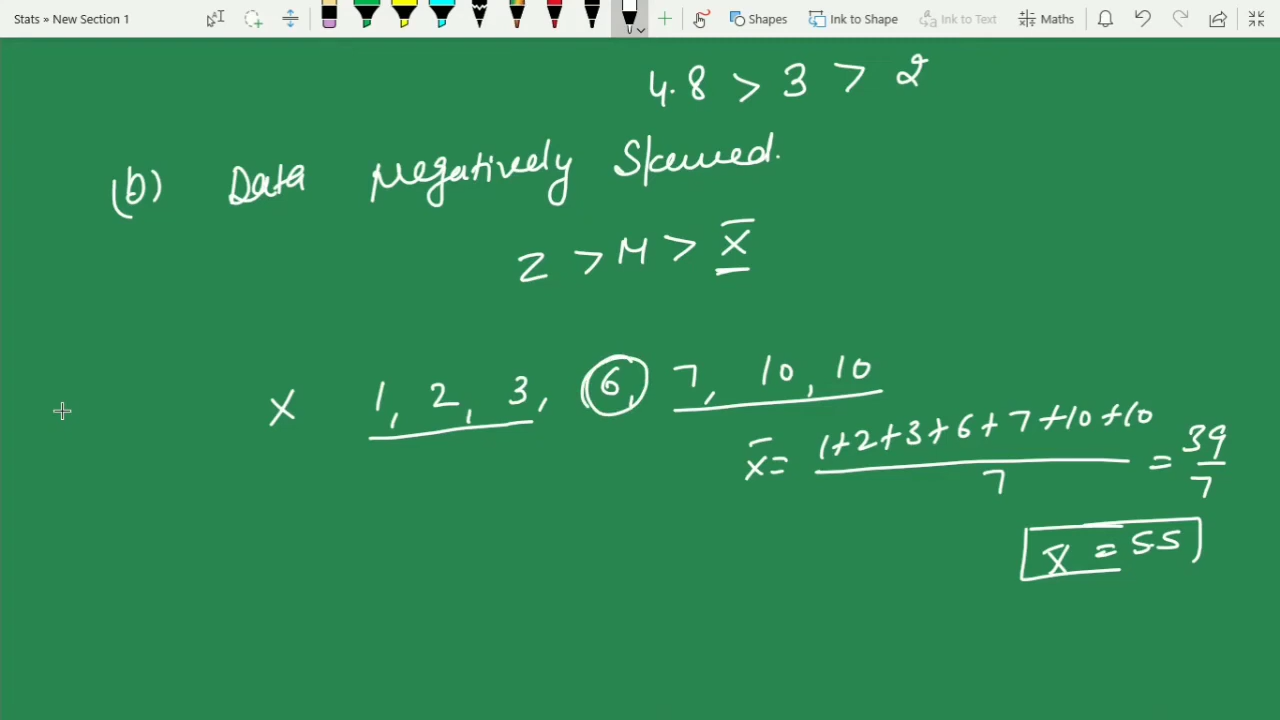 Stats » New Section 1
Shapes
Ink to Shape
Ink to Text
Maths
4.8 > 3 > 2
(b) Data Negatively Skewed.
Z > M > X̅
X 1, 2, 3, 6, 7, 10, 10
x̅ = 1+2+3+6+7+10+10 / 7 = 39 / 7
x̅ = 5.5